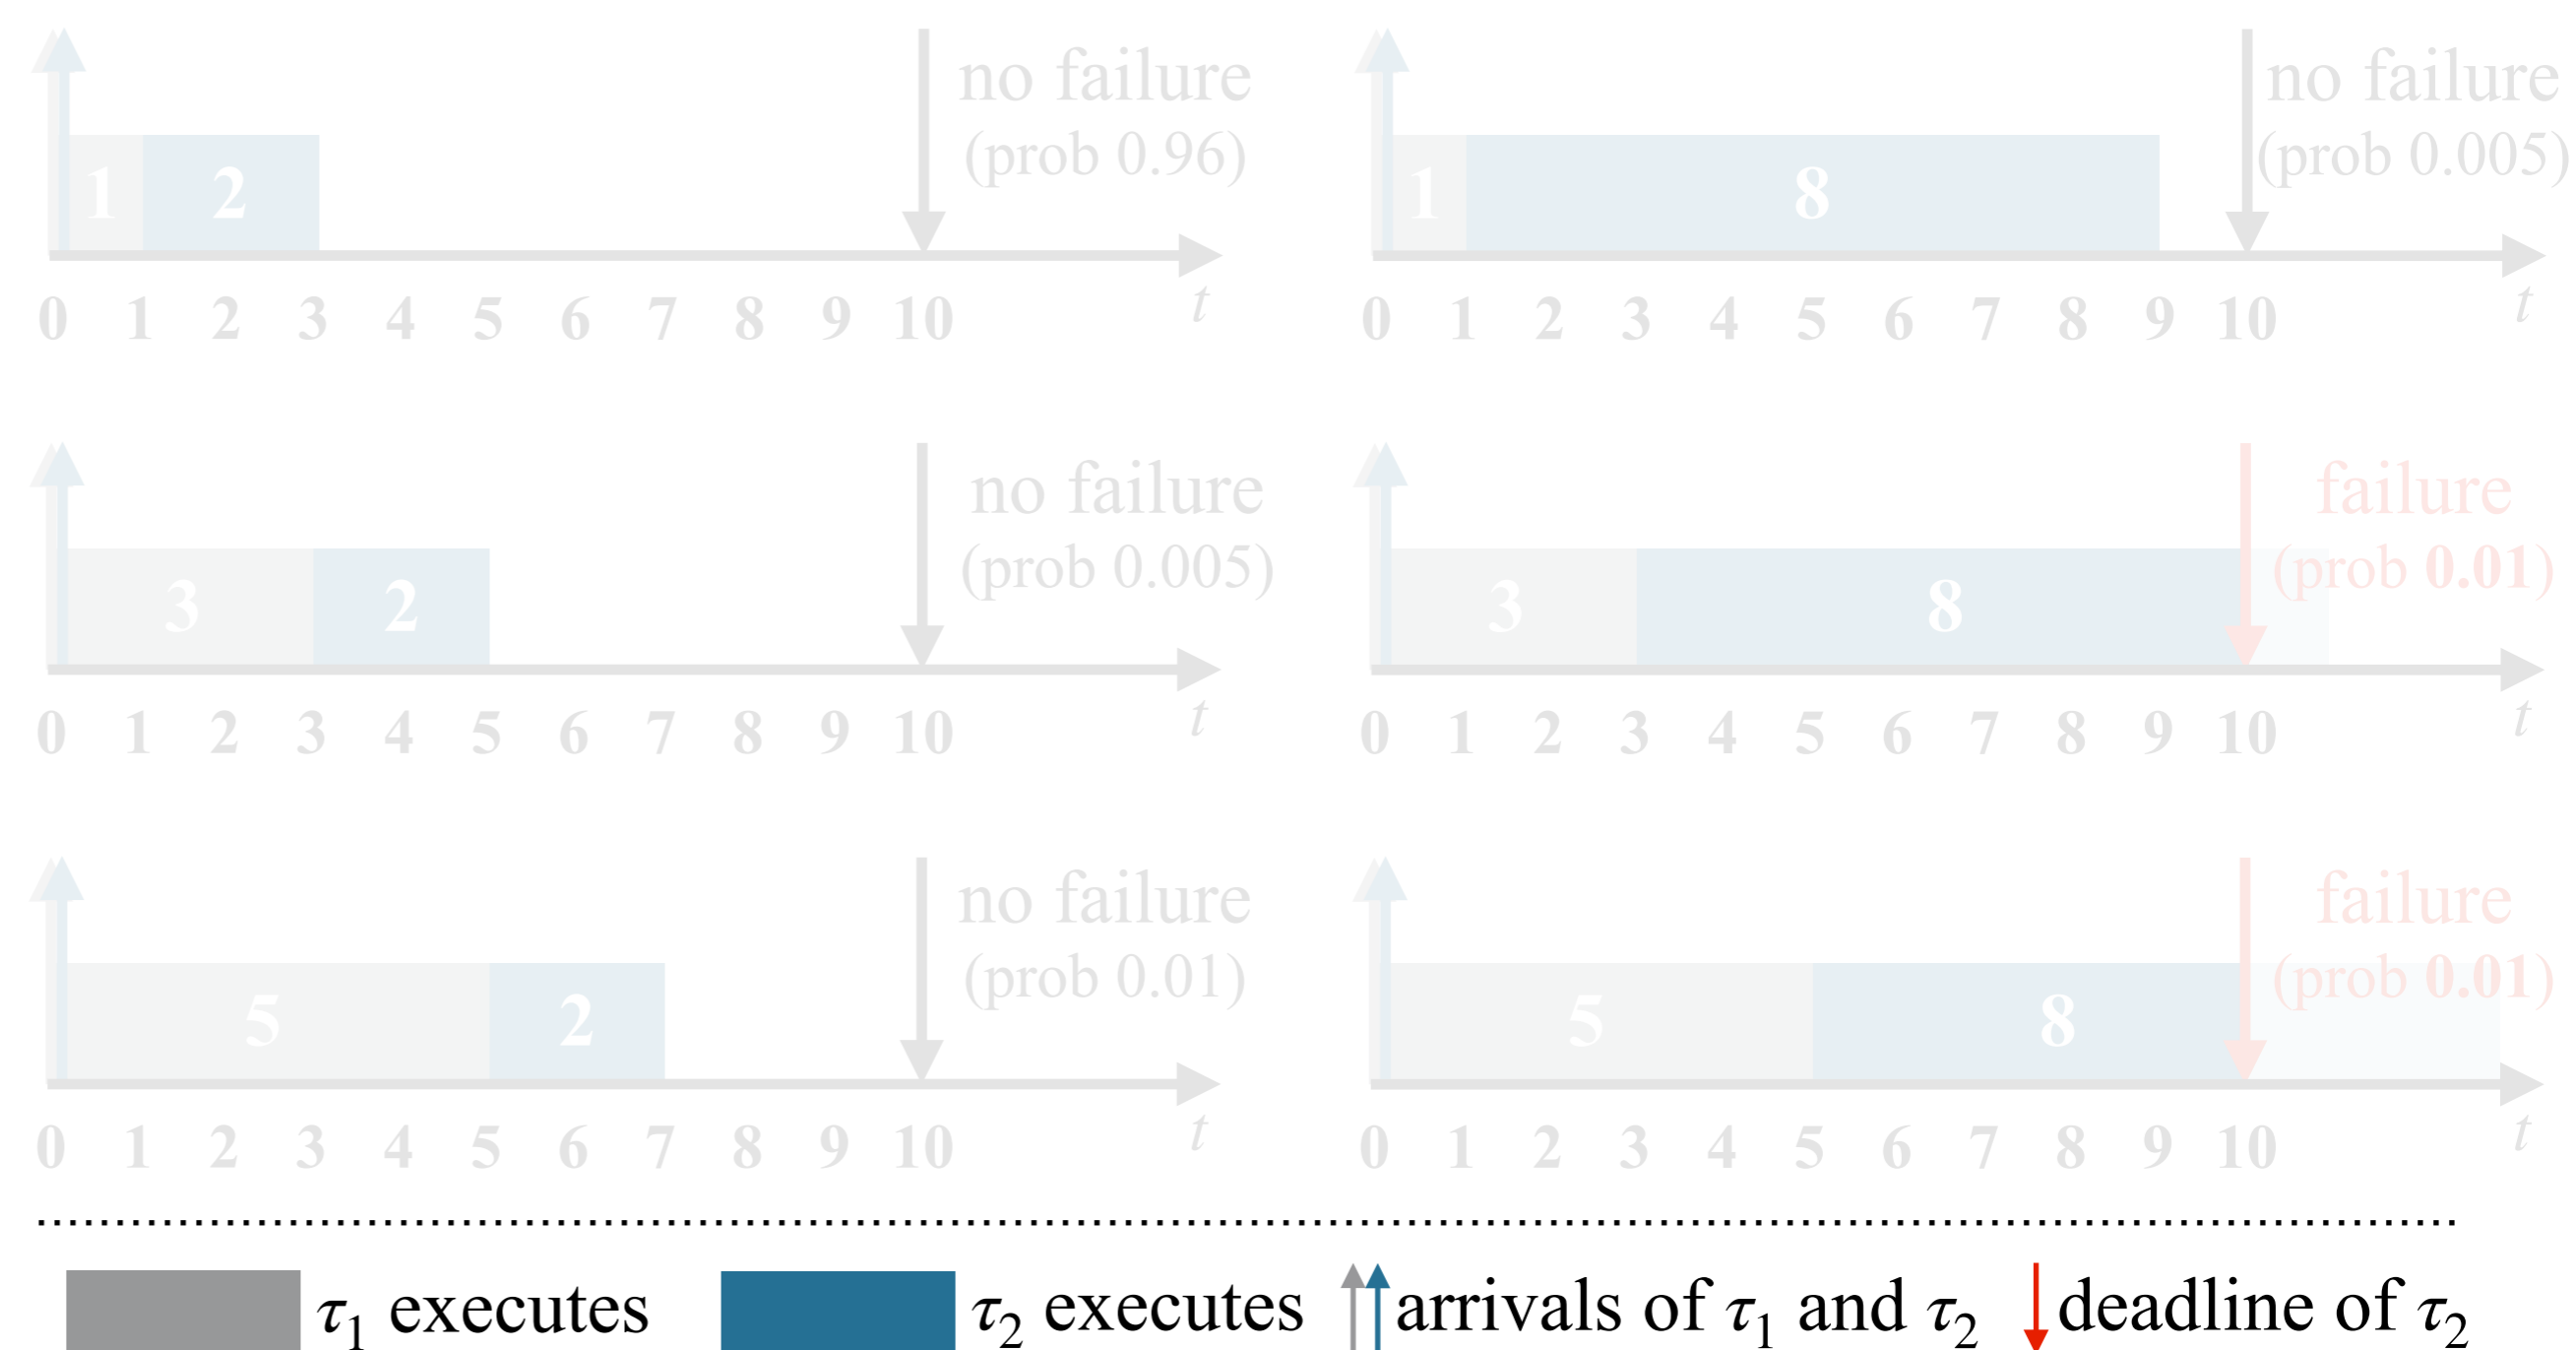 no failure
(prob 0.96)
1 2
0 1 2 3 4 5 6 7 8 9 10 t
no failure
(prob 0.005)
1 8
0 1 2 3 4 5 6 7 8 9 10 t
no failure
(prob 0.005)
3 2
0 1 2 3 4 5 6 7 8 9 10 t
failure
(prob 0.01)
3 8
0 1 2 3 4 5 6 7 8 9 10 t
no failure
(prob 0.01)
5 2
0 1 2 3 4 5 6 7 8 9 10 t
failure
(prob 0.01)
5 8
0 1 2 3 4 5 6 7 8 9 10 t
τ1 executes
τ2 executes
arrivals of τ1 and τ2
deadline of τ2